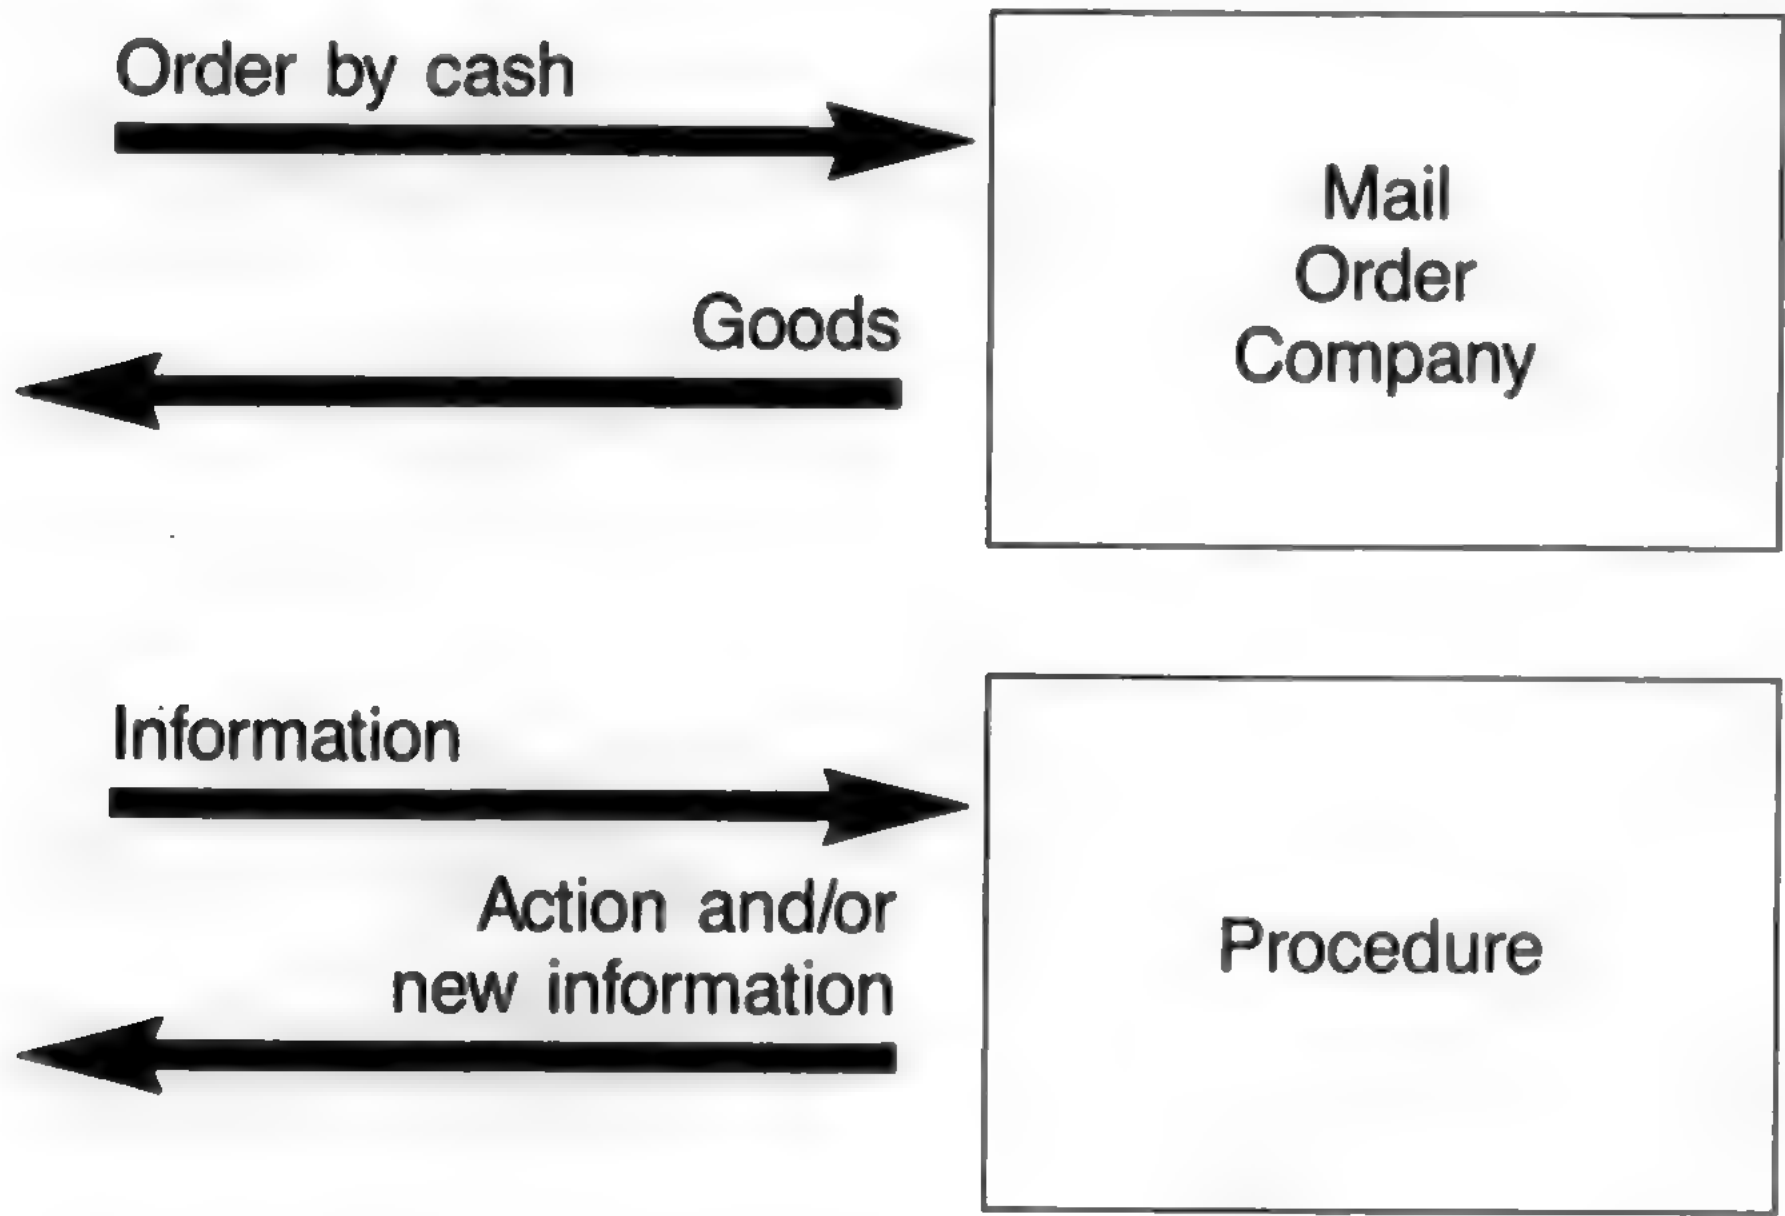 Order by cash
Mail
Order
Company
Goods
Information
Action and/or
new information
Procedure